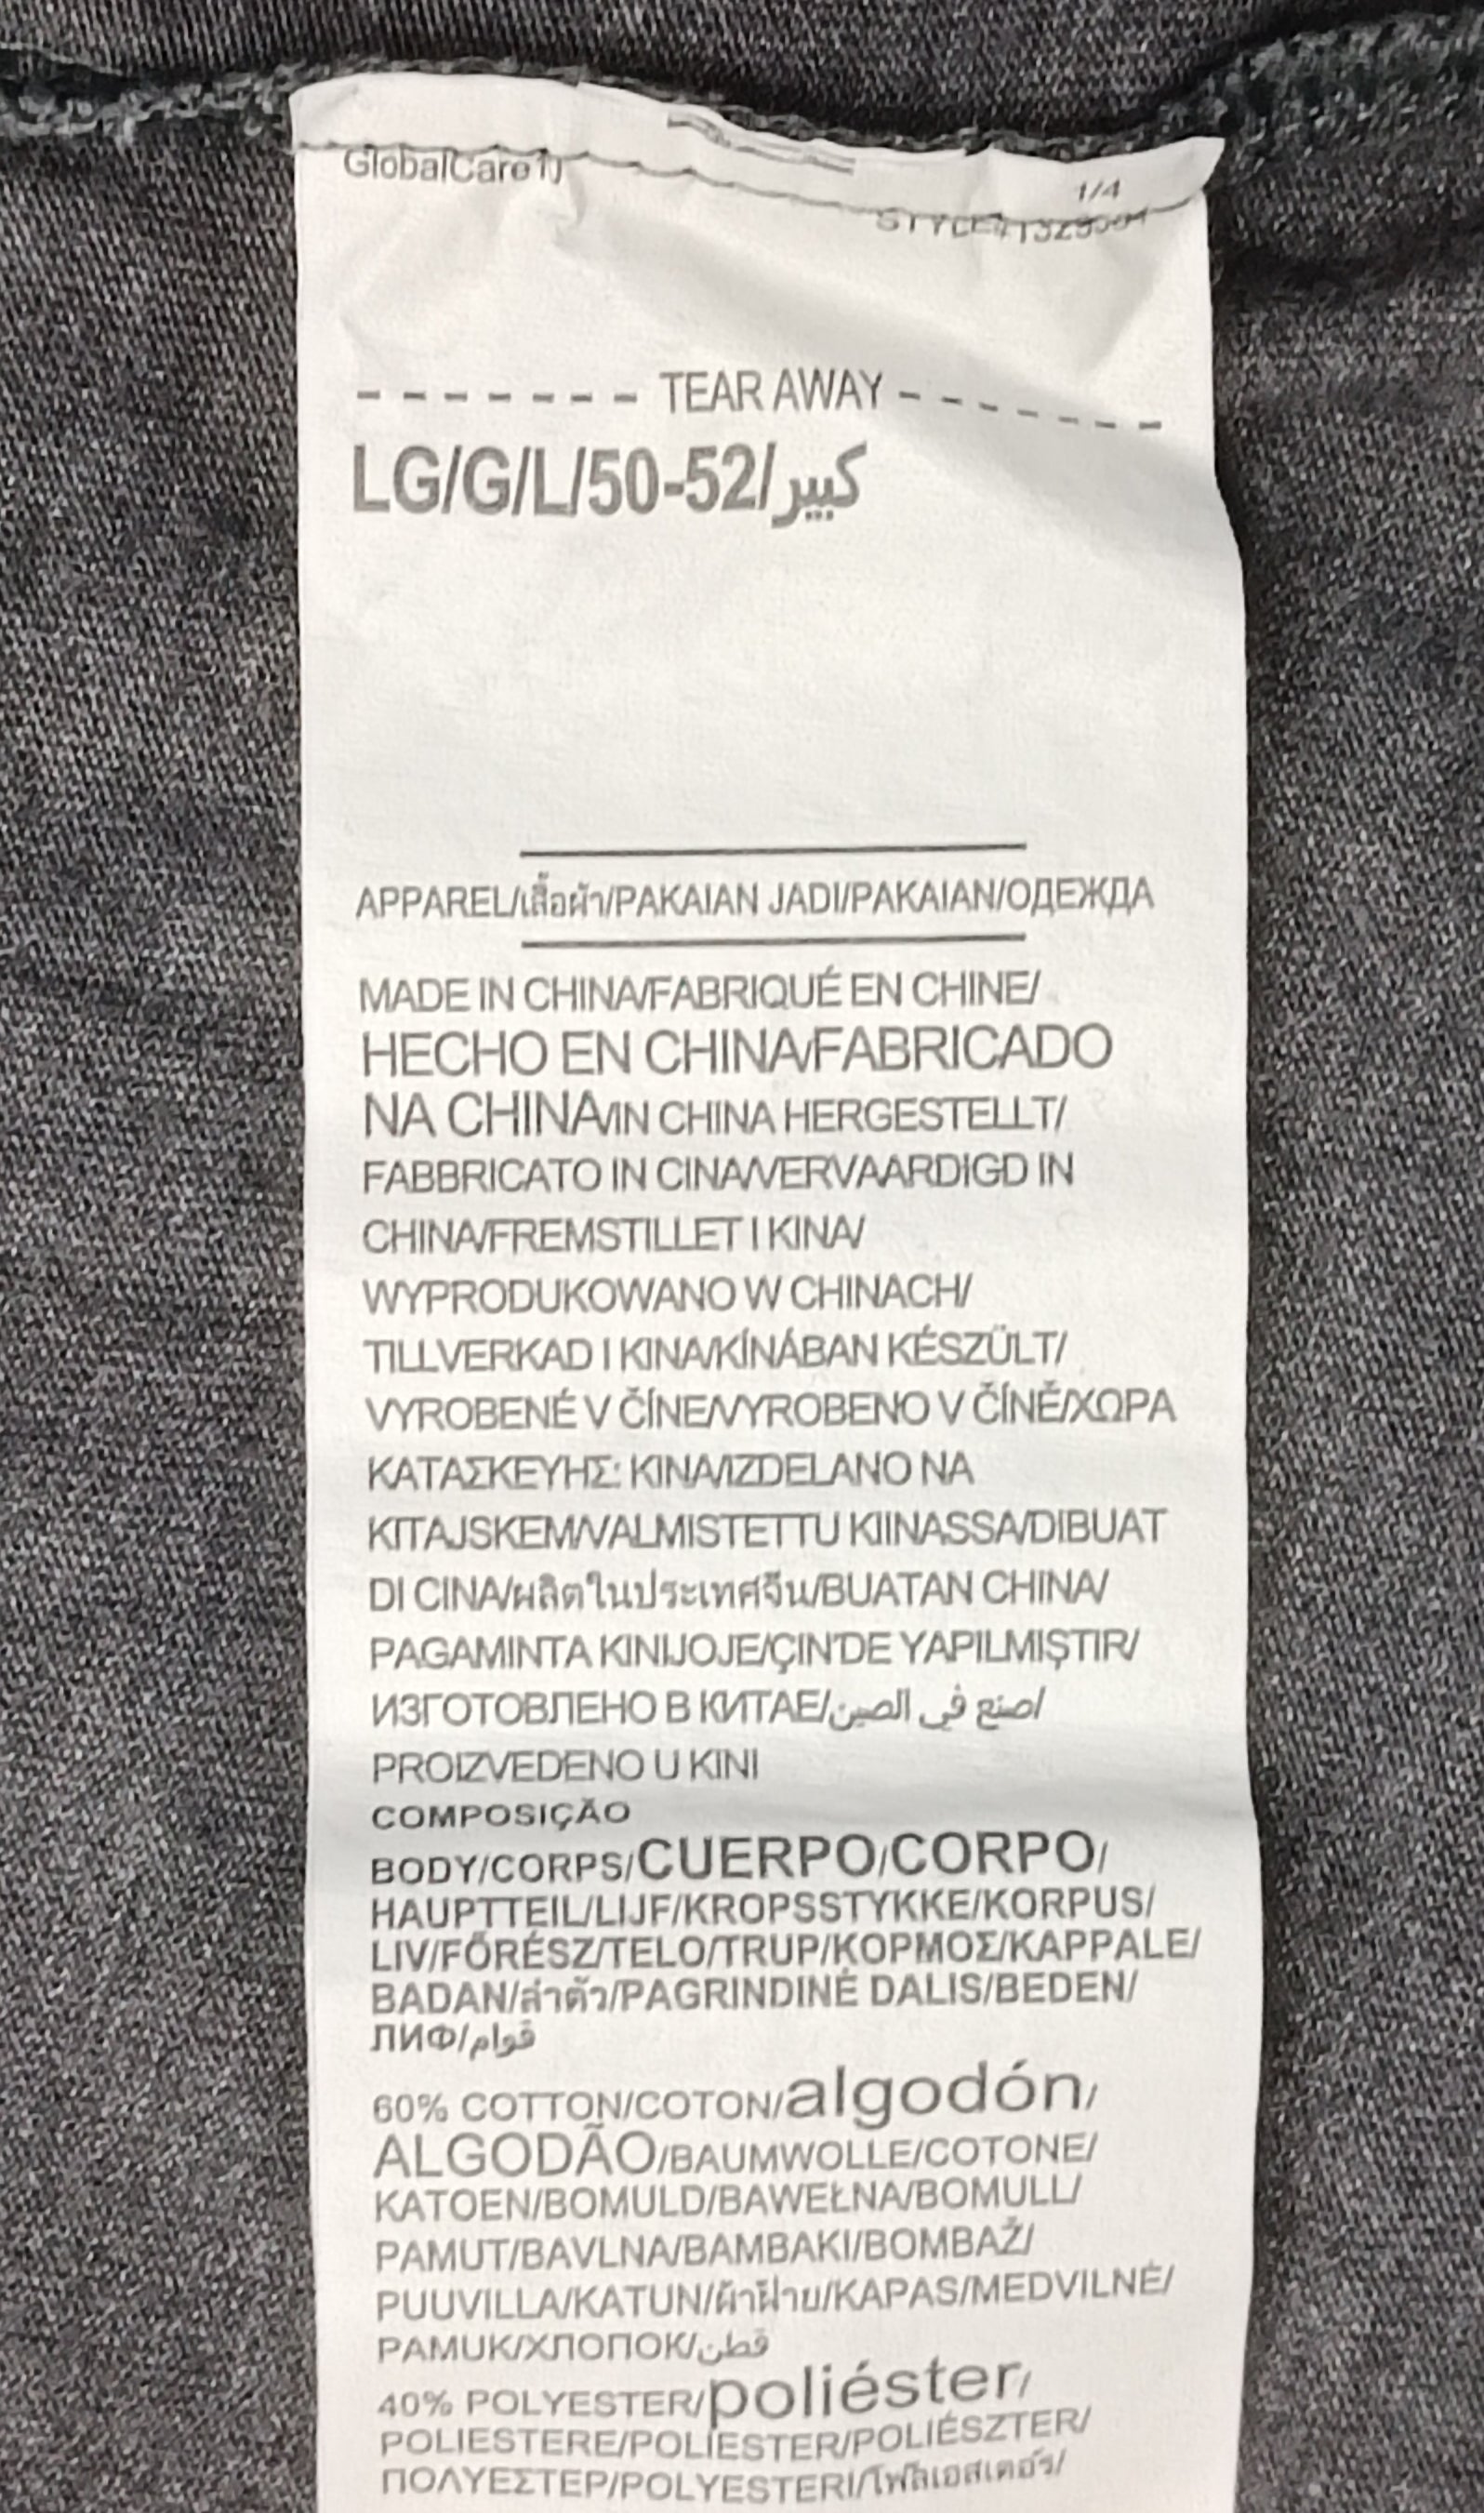 GlobalCare
1/4
TEAR AWAY
LG/G/L/50-52/كبير
APPAREL/เสื้อผ้า/PAKAIAN JADI/PAKAIAN/ОДЕЖДА
MADE IN CHINA/FABRIQUÉ EN CHINE/
HECHO EN CHINA/FABRICADO
NA CHINA/IN CHINA HERGESTELLT/
FABBRICATO IN CINA/VERVAARDIGD IN
CHINA/FREMSTILLET I KINA/
WYPRODUKOWANO W CHINACH/
TILLVERKAD I KINA/KÍNÁBAN KÉSZÜLT/
VYROBENÉ V ČÍNE/VYROBENO V ČÍNĚ/ΧΩΡΑ
ΚΑΤΑΣΚΕΥΗΣ: ΚΙΝΑ/IZDELANO NA
KITAJSKEM/VALMISTETTU KIINASSA/DIBUAT
DI CINA/ผลิตในประเทศจีน/BUATAN CHINA/
PAGAMINTA KINIJOJE/ÇIN'DE YAPILMIŞTIR/
ИЗГОТОВЛЕНО В КИТАЕ/صنع في الصين/
PROIZVEDENO U KINI
COMPOSIÇÃO
BODY/CORPS/CUERPO/CORPO/
HAUPTTEIL/LIJF/KROPSSTYKKE/KORPUS/
LIV/FŐRÉSZ/TELO/TRUP/ΚΟΡΜΟΣ/KAPPALE/
BADAN/ลำตัว/PAGRINDINĖ DALIS/BEDEN/
ЛИФ/قوام
60% COTTON/COTON/algodón/
ALGODÃO/BAUMWOLLE/COTONE/
KATOEN/BOMULD/BAWEŁNA/BOMULL/
PAMUT/BAVLNA/BAMBAKI/BOMBAŽ/
PUUVILLA/KATUN/ผ้าฝ้าย/KAPAS/MEDVILNĖ/
PAMUK/ХЛОПОК/قطن
40% POLYESTER/poliéster/
POLIESTERE/POLIESTER/POLIÉSZTER/
ΠΟΛΥΕΣΤΕΡ/POLYESTERI/โพลีเอสเตอร์/